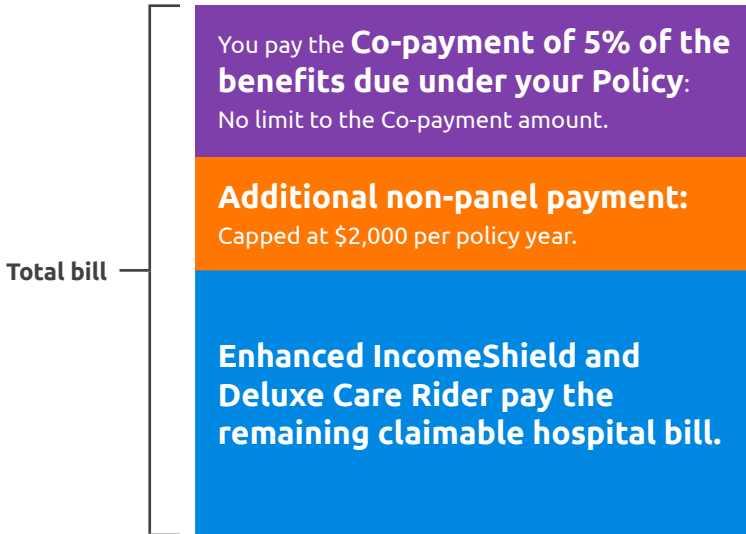 You pay the Co-payment of 5% of the
benefits due under your Policy:
No limit to the Co-payment amount.
Additional non-panel payment:
Capped at $2,000 per policy year.
Total bill
Enhanced IncomeShield and
Deluxe Care Rider pay the
remaining claimable hospital bill.